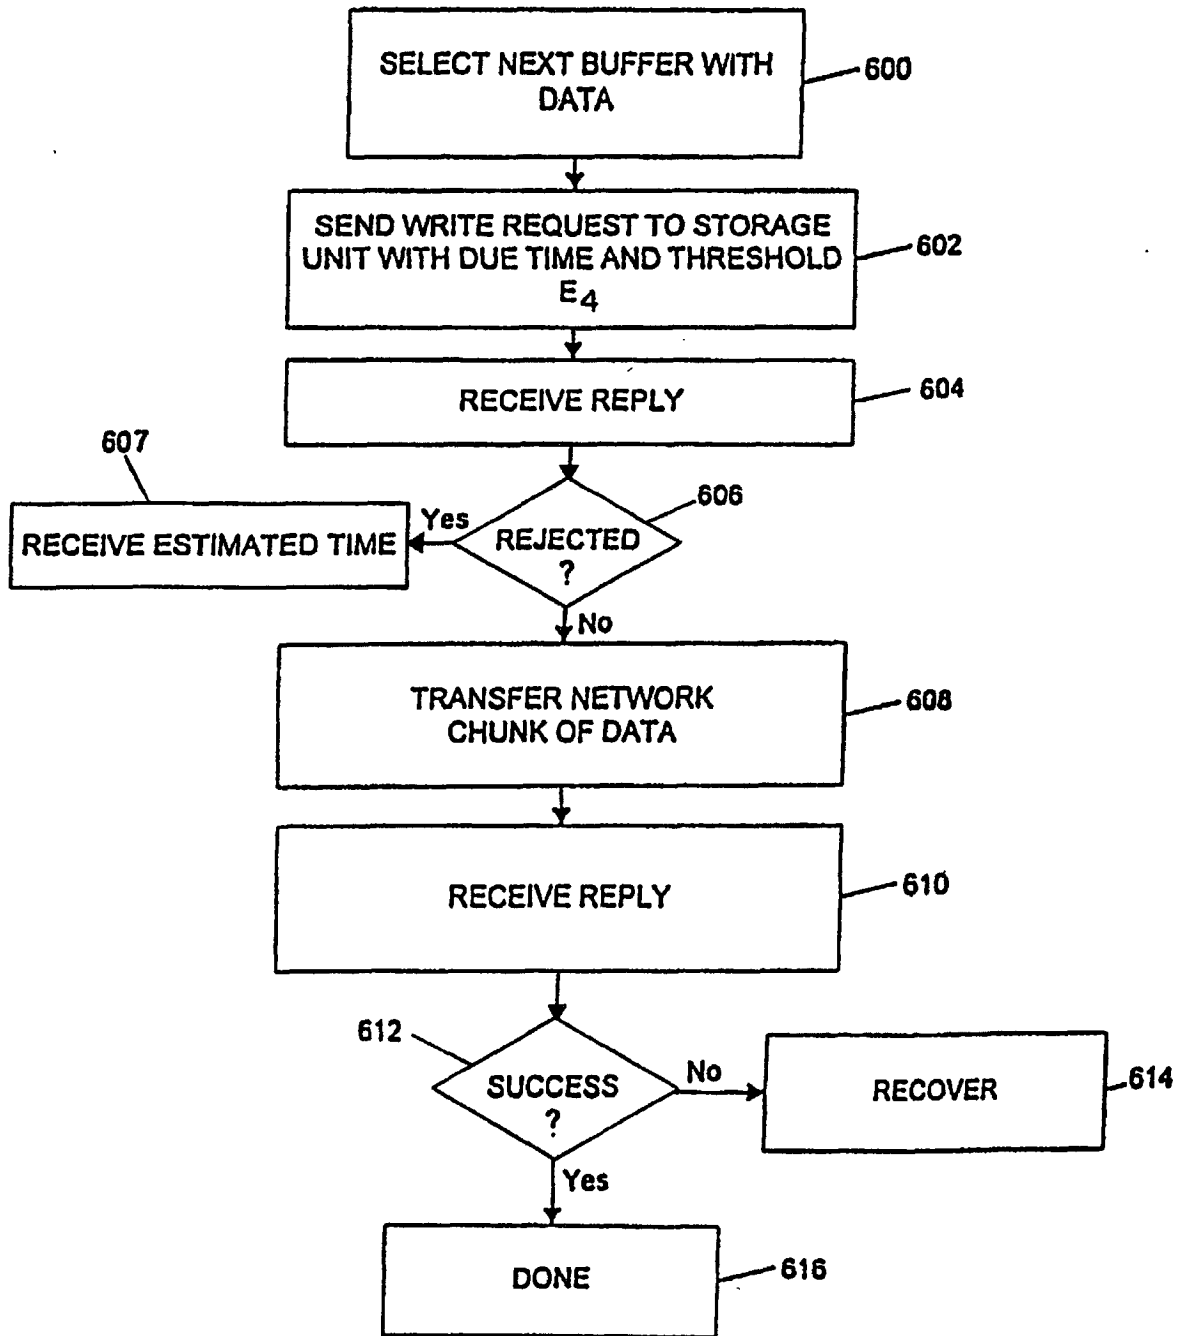 SELECT NEXT BUFFER WITH
DATA
600
SEND WRITE REQUEST TO STORAGE
UNIT WITH DUE TIME AND THRESHOLD
E4
602
RECEIVE REPLY
604
607
606
RECEIVE ESTIMATED TIME
Yes
REJECTED
?
No
TRANSFER NETWORK
CHUNK OF DATA
608
RECEIVE REPLY
610
612
SUCCESS
?
No
RECOVER
614
Yes
DONE
616